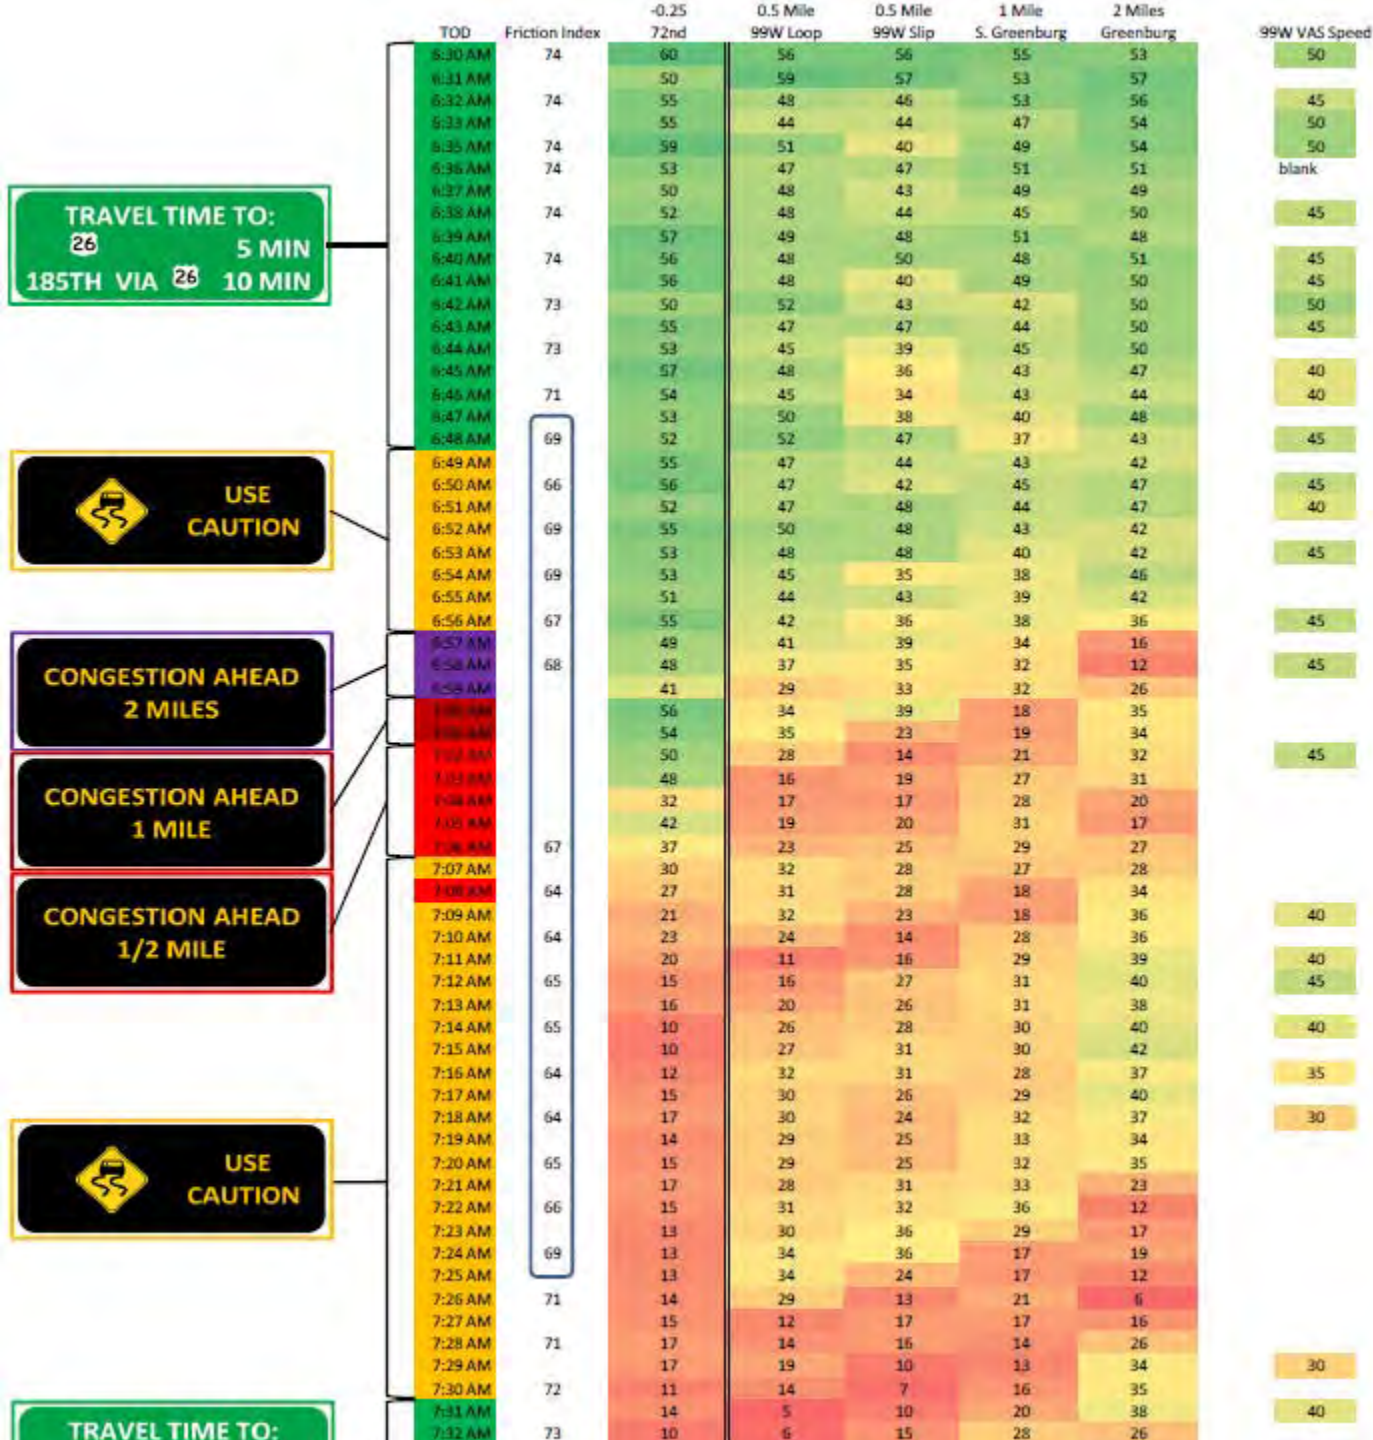 -0.25 0.5 Mile 0.5 Mile 1 Mile 2 Miles
TOD Friction Index 72nd 99W Loop 99W Slip S. Greenburg Greenburg 99W VAS Speed
6:30 AM 74 60 56 56 55 53 50
6:31 AM 50 59 57 53 57
6:32 AM 74 55 48 46 53 56 45
6:33 AM 55 44 44 47 54 50
6:35 AM 74 59 51 40 49 54 50
6:36 AM 74 53 47 47 51 51 blank
6:37 AM 50 48 43 49 49
6:38 AM 74 52 48 44 45 50 45
6:39 AM 57 49 48 51 48
6:40 AM 74 56 48 50 48 51 45
6:41 AM 56 48 40 49 50 45
6:42 AM 73 50 52 43 42 50 50
6:43 AM 55 47 47 44 50 45
6:44 AM 73 53 45 39 45 50
6:45 AM 57 48 36 43 47 40
6:46 AM 71 54 45 34 43 44 40
6:47 AM 53 50 38 40 48
6:48 AM 69 52 52 47 37 43 45
6:49 AM 55 47 44 43 42
6:50 AM 66 56 47 42 45 47 45
6:51 AM 52 47 48 44 47 40
6:52 AM 69 55 50 48 43 42
6:53 AM 53 48 48 40 42 45
6:54 AM 69 53 45 35 38 46
6:55 AM 51 44 43 39 42
6:56 AM 67 55 42 36 38 36 45
6:57 AM 49 41 39 34 16
6:58 AM 68 48 37 35 32 12 45
6:59 AM 41 29 33 32 26
56 34 39 18 35
54 35 23 19 34
7:02 AM 50 28 14 21 32 45
7:03 AM 48 16 19 27 31
7:04 AM 32 17 17 28 20
7:05 AM 42 19 20 31 17
7:06 AM 67 37 23 25 29 27
7:07 AM 30 32 28 27 28
7:08 AM 64 27 31 28 18 34
7:09 AM 21 32 23 18 36 40
7:10 AM 64 23 24 14 28 36
7:11 AM 20 11 16 29 39 40
7:12 AM 65 15 16 27 31 40 45
7:13 AM 16 20 26 31 38
7:14 AM 65 10 26 28 30 40 40
7:15 AM 10 27 31 30 42
7:16 AM 64 12 32 31 28 37 35
7:17 AM 15 30 26 29 40
7:18 AM 64 17 30 24 32 37 30
7:19 AM 14 29 25 33 34
7:20 AM 65 15 29 25 32 35
7:21 AM 17 28 31 33 23
7:22 AM 66 15 31 32 36 12
7:23 AM 13 30 36 29 17
7:24 AM 69 13 34 36 17 19
7:25 AM 13 34 24 17 12
7:26 AM 71 14 29 13 21 6
7:27 AM 15 12 17 17 16
7:28 AM 71 17 14 16 14 26
7:29 AM 17 19 10 13 34 30
7:30 AM 72 11 14 7 16 35
7:31 AM 14 5 10 20 38 40
7:32 AM 73 10 6 15 28 26
TRAVEL TIME TO:
26 5 MIN
185TH VIA 26 10 MIN
USE
CAUTION
CONGESTION AHEAD
2 MILES
CONGESTION AHEAD
1 MILE
CONGESTION AHEAD
1/2 MILE
USE
CAUTION
TRAVEL TIME TO: